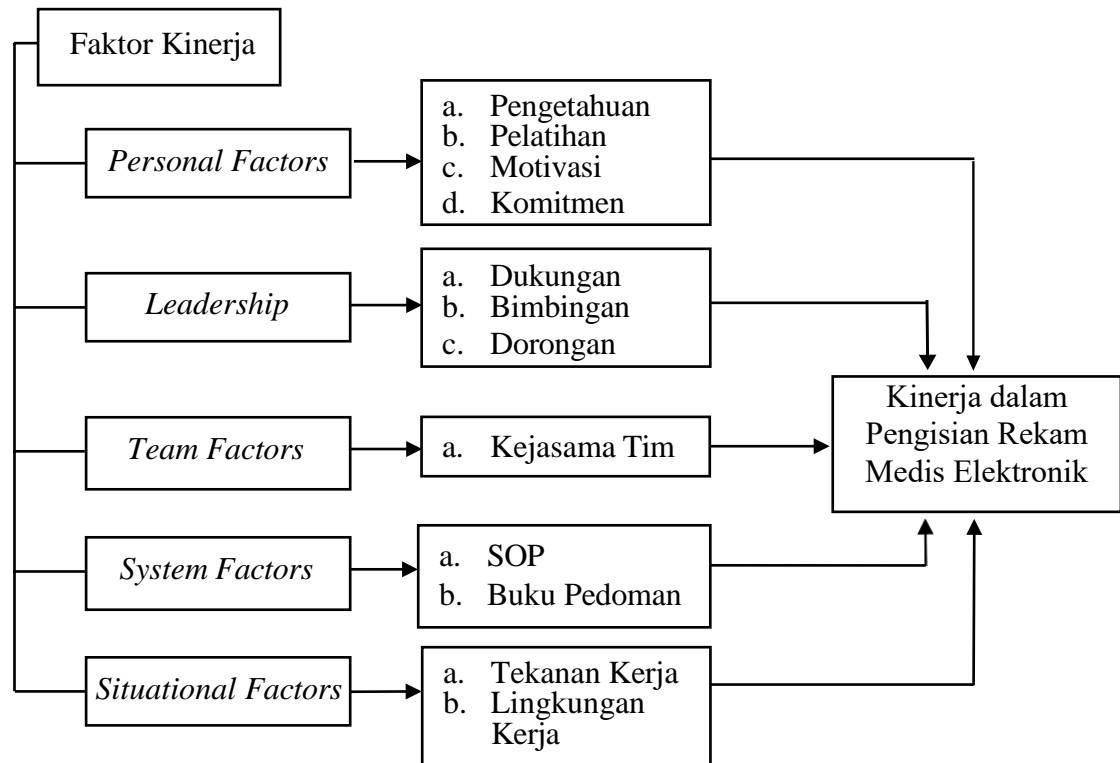 Faktor Kinerja
Personal Factors
a. Pengetahuan
b. Pelatihan
c. Motivasi
d. Komitmen
Leadership
a. Dukungan
b. Bimbingan
c. Dorongan
Team Factors
a. Kejasama Tim
System Factors
a. SOP
b. Buku Pedoman
Situational Factors
a. Tekanan Kerja
b. Lingkungan
Kerja
Kinerja dalam
Pengisian Rekam
Medis Elektronik